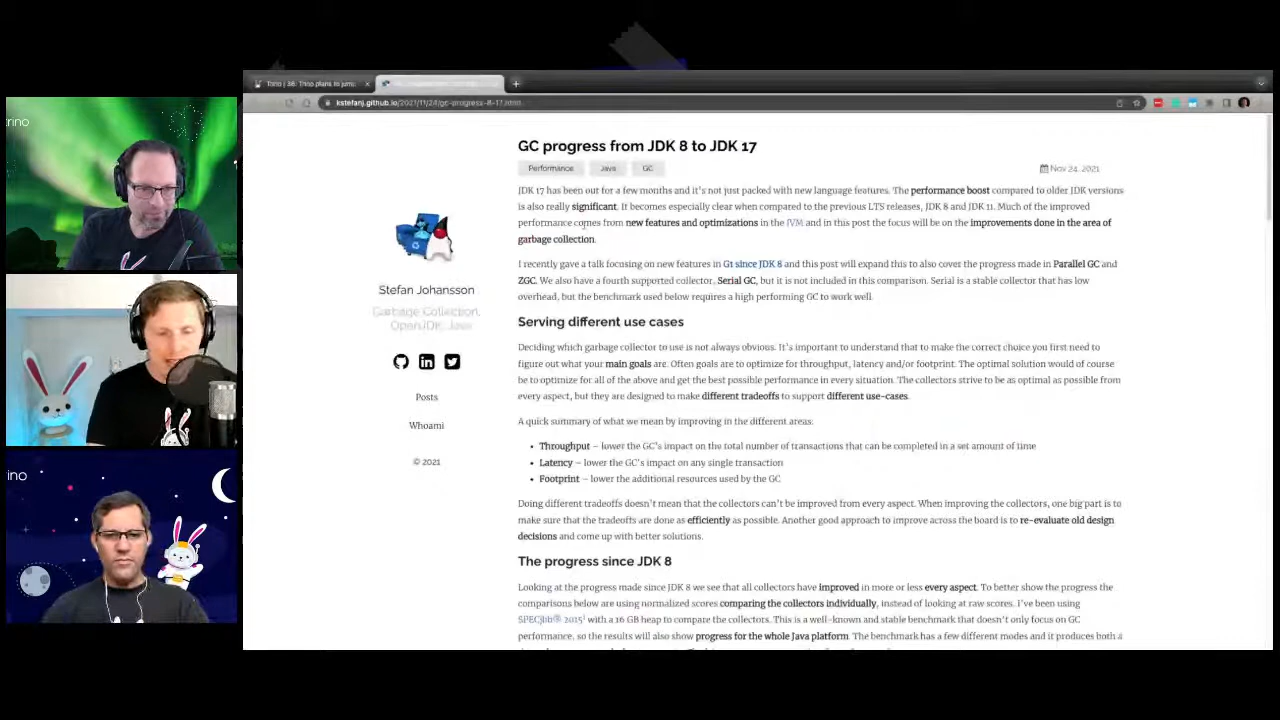 rino
rino
Trino | 36: Trino plans to jump
kstefanj.github.io/2021/11/24/gc-progress-8-17.html
GC progress from JDK 8 to JDK 17
Performance Java GC
Nov 24, 2021
JDK 17 has been out for a few months and it's not just packed with new language features. The performance boost compared to older JDK versions
is also really significant. It becomes especially clear when compared to the previous LTS releases, JDK 8 and JDK 11. Much of the improved
performance comes from new features and optimizations in the JVM and in this post the focus will be on the improvements done in the area of
garbage collection.
I recently gave a talk focusing on new features in G1 since JDK 8 and this post will expand this to also cover the progress made in Parallel GC and
ZGC. We also have a fourth supported collector, Serial GC, but it is not included in this comparison. Serial is a stable collector that has low
overhead, but the benchmark used below requires a high performing GC to work well.
Stefan Johansson
Garbage Collection,
OpenJDK, Java
Posts
Whoami
© 2021
Serving different use cases
Deciding which garbage collector to use is not always obvious. It's important to understand that to make the correct choice you first need to
figure out what your main goals are. Often goals are to optimize for throughput, latency and/or footprint. The optimal solution would of course
be to optimize for all of the above and get the best possible performance in every situation. The collectors strive to be as optimal as possible from
every aspect, but they are designed to make different tradeoffs to support different use-cases.
A quick summary of what we mean by improving in the different areas:
• Throughput – lower the GC's impact on the total number of transactions that can be completed in a set amount of time
• Latency – lower the GC's impact on any single transaction
• Footprint – lower the additional resources used by the GC
Doing different tradeoffs doesn't mean that the collectors can't be improved from every aspect. When improving the collectors, one big part is to
make sure that the tradeoffs are done as efficiently as possible. Another good approach to improve across the board is to re-evaluate old design
decisions and come up with better solutions.
The progress since JDK 8
Looking at the progress made since JDK 8 we see that all collectors have improved in more or less every aspect. To better show the progress the
comparisons below are using normalized scores comparing the collectors individually, instead of looking at raw scores. I've been using
SPECjbb® 2015¹ with a 16 GB heap to compare the collectors. This is a well-known and stable benchmark that doesn't only focus on GC
performance, so the results will also show progress for the whole Java platform. The benchmark has a few different modes and it produces both a